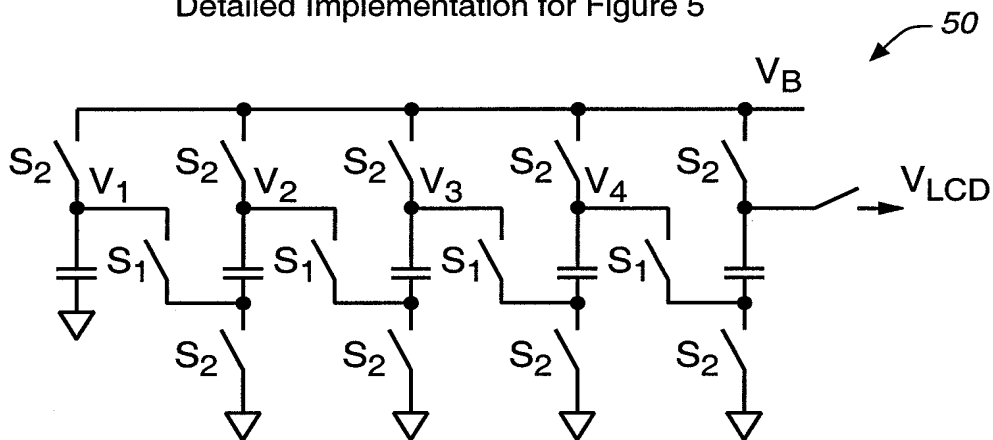 Detailed Implementation for Figure 5
50
V_B
S_2 S_2 S_2 S_2 S_2
V_1 V_2 V_3 V_4 V_LCD
S_1 S_1 S_1 S_1
S_2 S_2 S_2 S_2